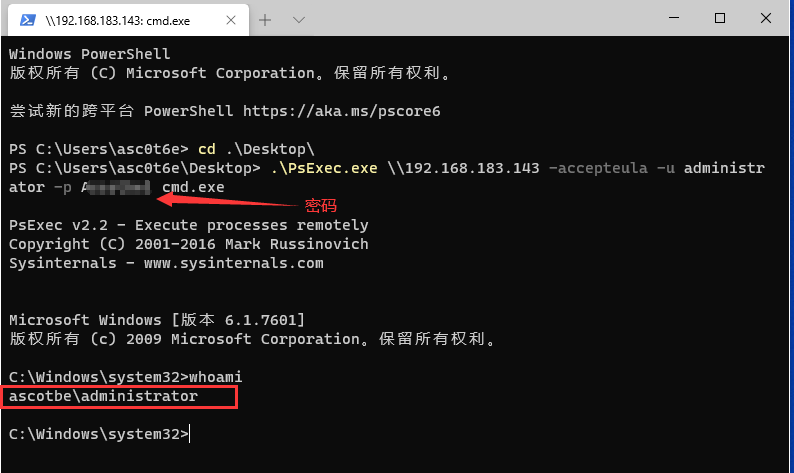 \\192.168.183.143: cmd.exe
Windows PowerShell
版权所有 (C) Microsoft Corporation。保留所有权利。
尝试新的跨平台 PowerShell https://aka.ms/pscore6
PS C:\Users\asc0t6e> cd .\Desktop\
PS C:\Users\asc0t6e\Desktop> .\PsExec.exe \\192.168.183.143 -accepteula -u administr
ator -p cmd.exe
密码
PsExec v2.2 - Execute processes remotely
Copyright (C) 2001-2016 Mark Russinovich
Sysinternals - www.sysinternals.com
Microsoft Windows [版本 6.1.7601]
版权所有 (c) 2009 Microsoft Corporation。保留所有权利。
C:\Windows\system32>whoami
ascotbe\administrator
C:\Windows\system32>